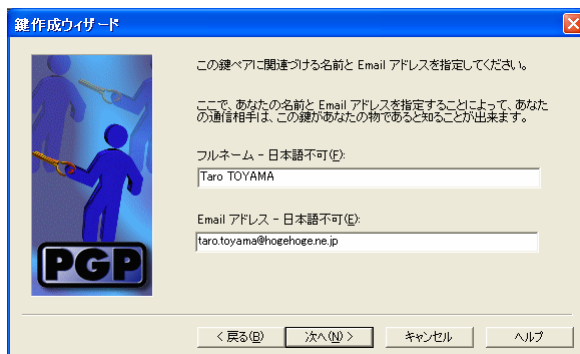 鍵作成ウィザード
この鍵ペアに関連づける名前と Email アドレスを指定してください。
ここで、あなたの名前と Email アドレスを指定することによって、あなた
の通信相手は、この鍵があなたの物であると知ることが出来ます。
フルネーム - 日本語不可(F):
Taro TOYAMA
Email アドレス - 日本語不可(E):
taro.toyama@hogehoge.ne.jp
PGP
< 戻る(B)
次へ(N) >
キャンセル
ヘルプ